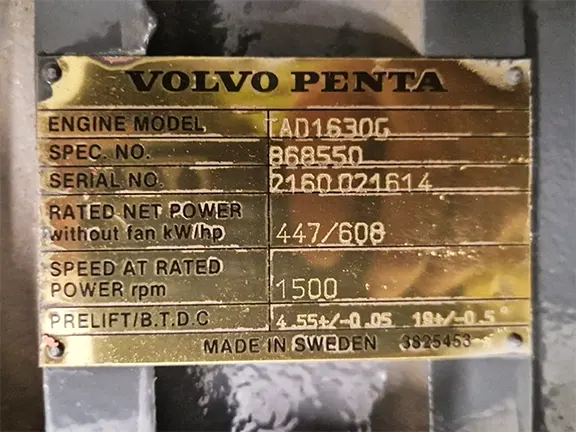 VOLVO PENTA
ENGINE MODEL TAD1630G
SPEC. NO. 868550
SERIAL NO. 2160 021614
RATED NET POWER
without fan kW/hp 447/608
SPEED AT RATED
POWER rpm 1500
PRELIFT/B.T.D.C 4.55+/-0.05 18+/-0.5°
MADE IN SWEDEN 3825453